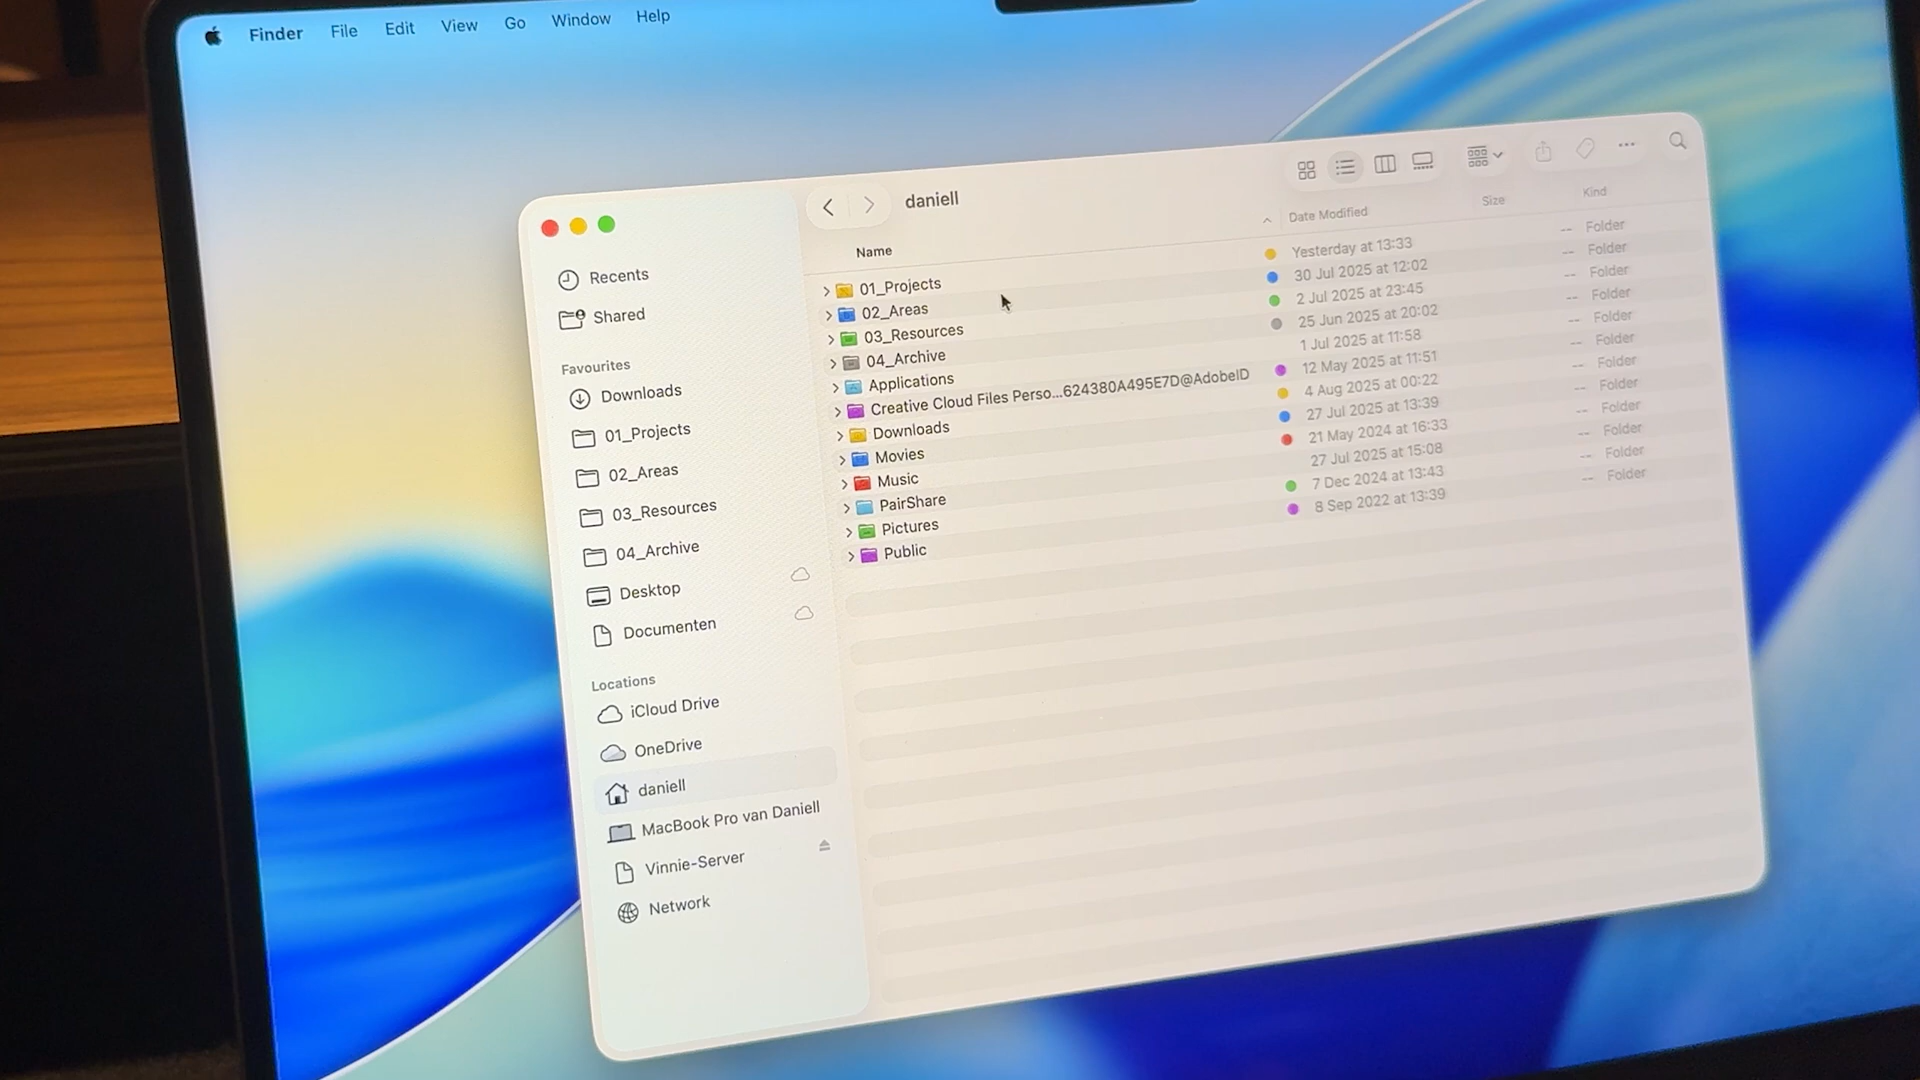 Finder File Edit View Go Window Help
daniell
Name Date Modified Size Kind
Recents
Shared
Favourites
Downloads
01_Projects
02_Areas
03_Resources
04_Archive
Desktop
Documenten
Locations
iCloud Drive
OneDrive
daniell
MacBook Pro van Daniell
Vinnie-Server
Network
01_Projects Yesterday at 13:33 -- Folder
02_Areas 30 Jul 2025 at 12:02 -- Folder
03_Resources 2 Jul 2025 at 23:45 -- Folder
04_Archive 25 Jun 2025 at 20:02 -- Folder
Applications 1 Jul 2025 at 11:58 -- Folder
Creative Cloud Files Perso...624380A495E7D@AdobeID 12 May 2025 at 11:51 -- Folder
Downloads 4 Aug 2025 at 00:22 -- Folder
Movies 27 Jul 2025 at 13:39 -- Folder
Music 21 May 2024 at 16:33 -- Folder
PairShare 27 Jul 2025 at 15:08 -- Folder
Pictures 7 Dec 2024 at 13:43 -- Folder
Public 8 Sep 2022 at 13:39 -- Folder